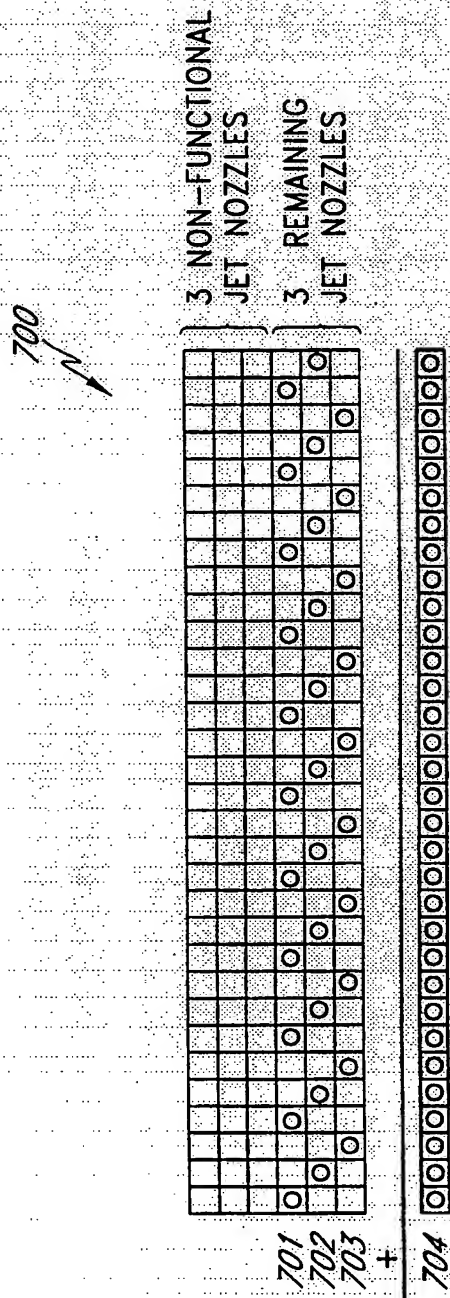 700
3 NON-FUNCTIONAL
JET NOZZLES
3 REMAINING
JET NOZZLES
701
702
703
+
704